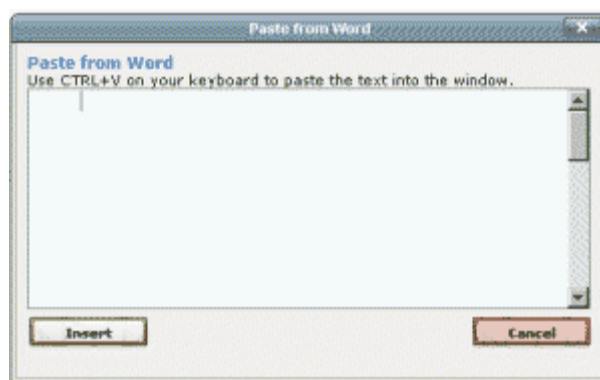 Paste from Word
Paste from Word
Use CTRL+V on your keyboard to paste the text into the window.
Insert
Cancel